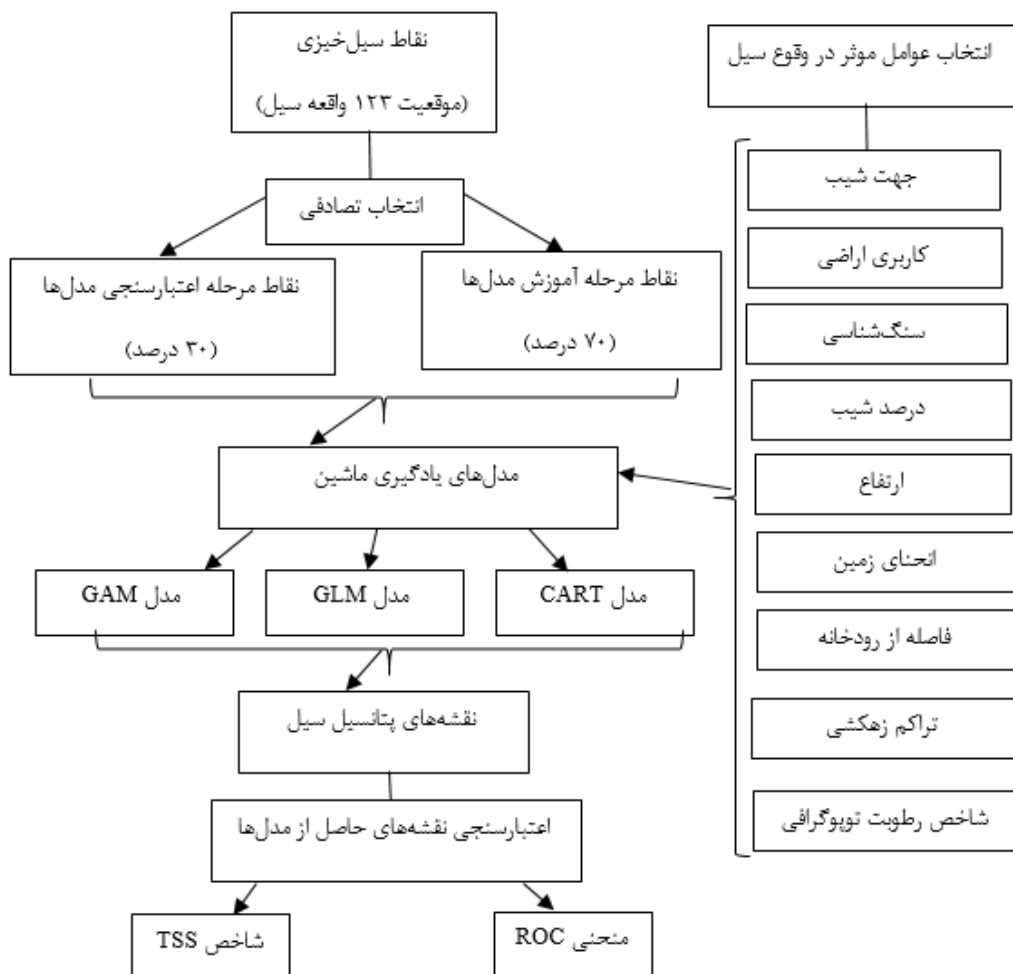 نقاط سیل‌خیزی
(موقعیت ۱۲۳ واقعه سیل)
انتخاب تصادفی
نقاط مرحله آموزش مدل‌ها
(۷۰ درصد)
نقاط مرحله اعتبارسنجی مدل‌ها
(۳۰ درصد)
انتخاب عوامل موثر در وقوع سیل
جهت شیب
کاربری اراضی
سنگ‌شناسی
درصد شیب
ارتفاع
انحنای زمین
فاصله از رودخانه
تراکم زهکشی
شاخص رطوبت توپوگرافی
مدل‌های یادگیری ماشین
مدل CART
مدل GLM
مدل GAM
نقشه‌های پتانسیل سیل
اعتبارسنجی نقشه‌های حاصل از مدل‌ها
منحنی ROC
شاخص TSS